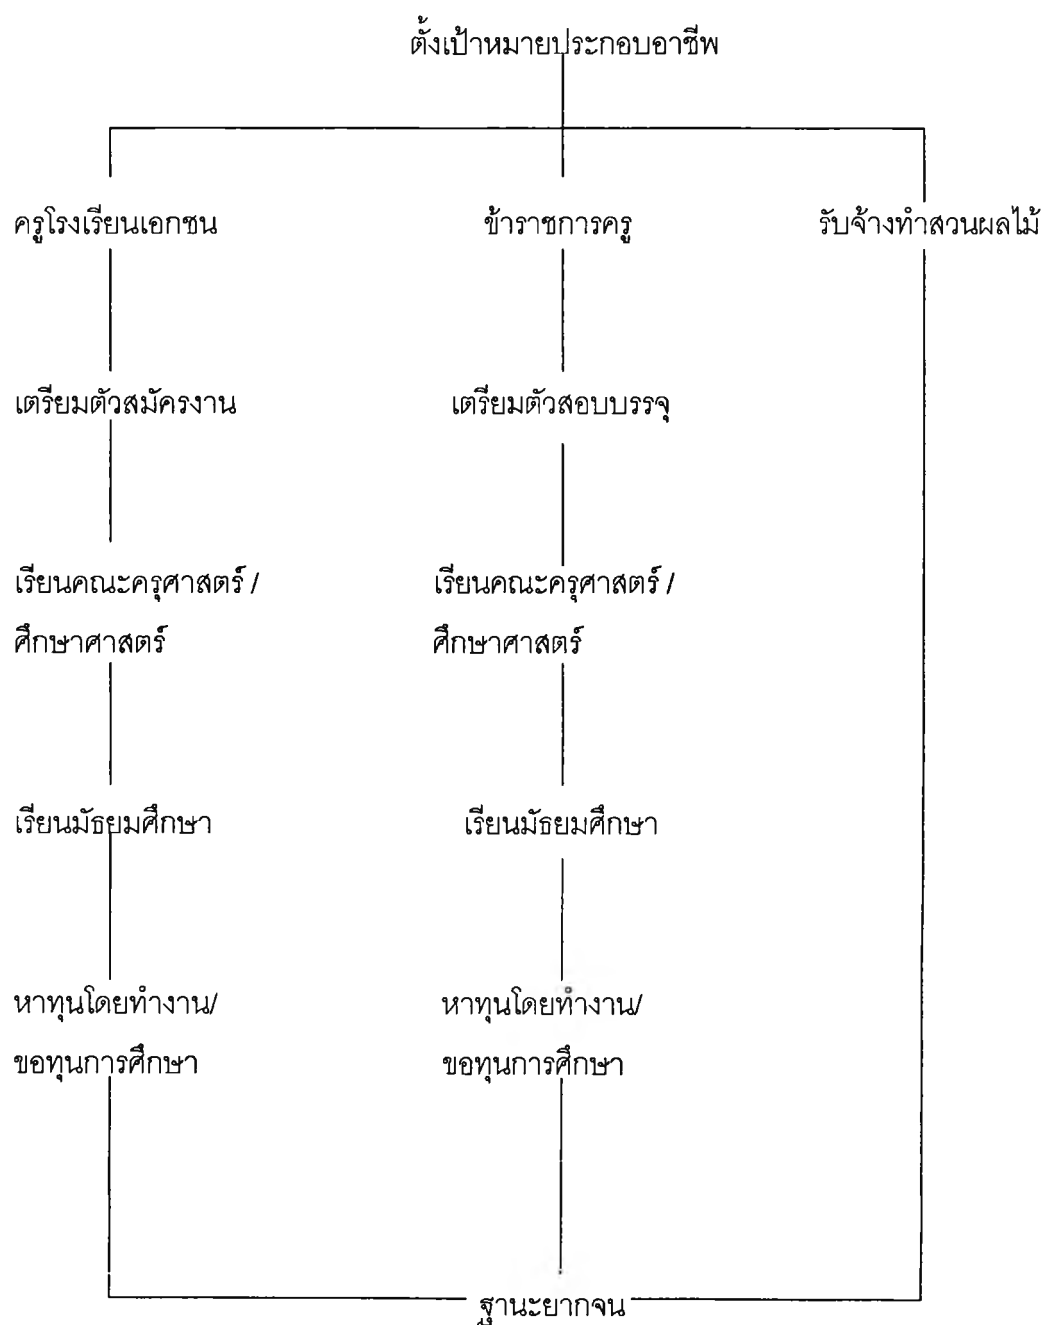 ตั้งเป้าหมายประกอบอาชีพ
ครูโรงเรียนเอกชน
ข้าราชการครู
รับจ้างทำสวนผลไม้
เตรียมตัวสมัครงาน
เตรียมตัวสอบบรรจุ
เรียนคณะครุศาสตร์ /
ศึกษาศาสตร์
เรียนคณะครุศาสตร์ /
ศึกษาศาสตร์
เรียนมัธยมศึกษา
เรียนมัธยมศึกษา
หาทุนโดยทำงาน/
ขอทุนการศึกษา
หาทุนโดยทำงาน/
ขอทุนการศึกษา
ฐานะยากจน